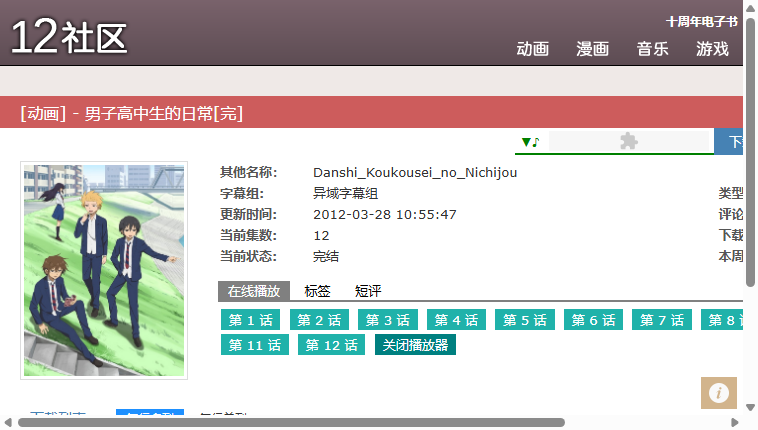 12社区
十周年电子书
动画 漫画 音乐 游戏
[动画] - 男子高中生的日常[完]
▼♪
其他名称: Danshi_Koukousei_no_Nichijou
字幕组: 异域字幕组 类型
更新时间: 2012-03-28 10:55:47 评论
当前集数: 12 下载
当前状态: 完结 本周
在线播放 标签 短评
第 1 话 第 2 话 第 3 话 第 4 话 第 5 话 第 6 话 第 7 话 第 8
第 11 话 第 12 话 关闭播放器